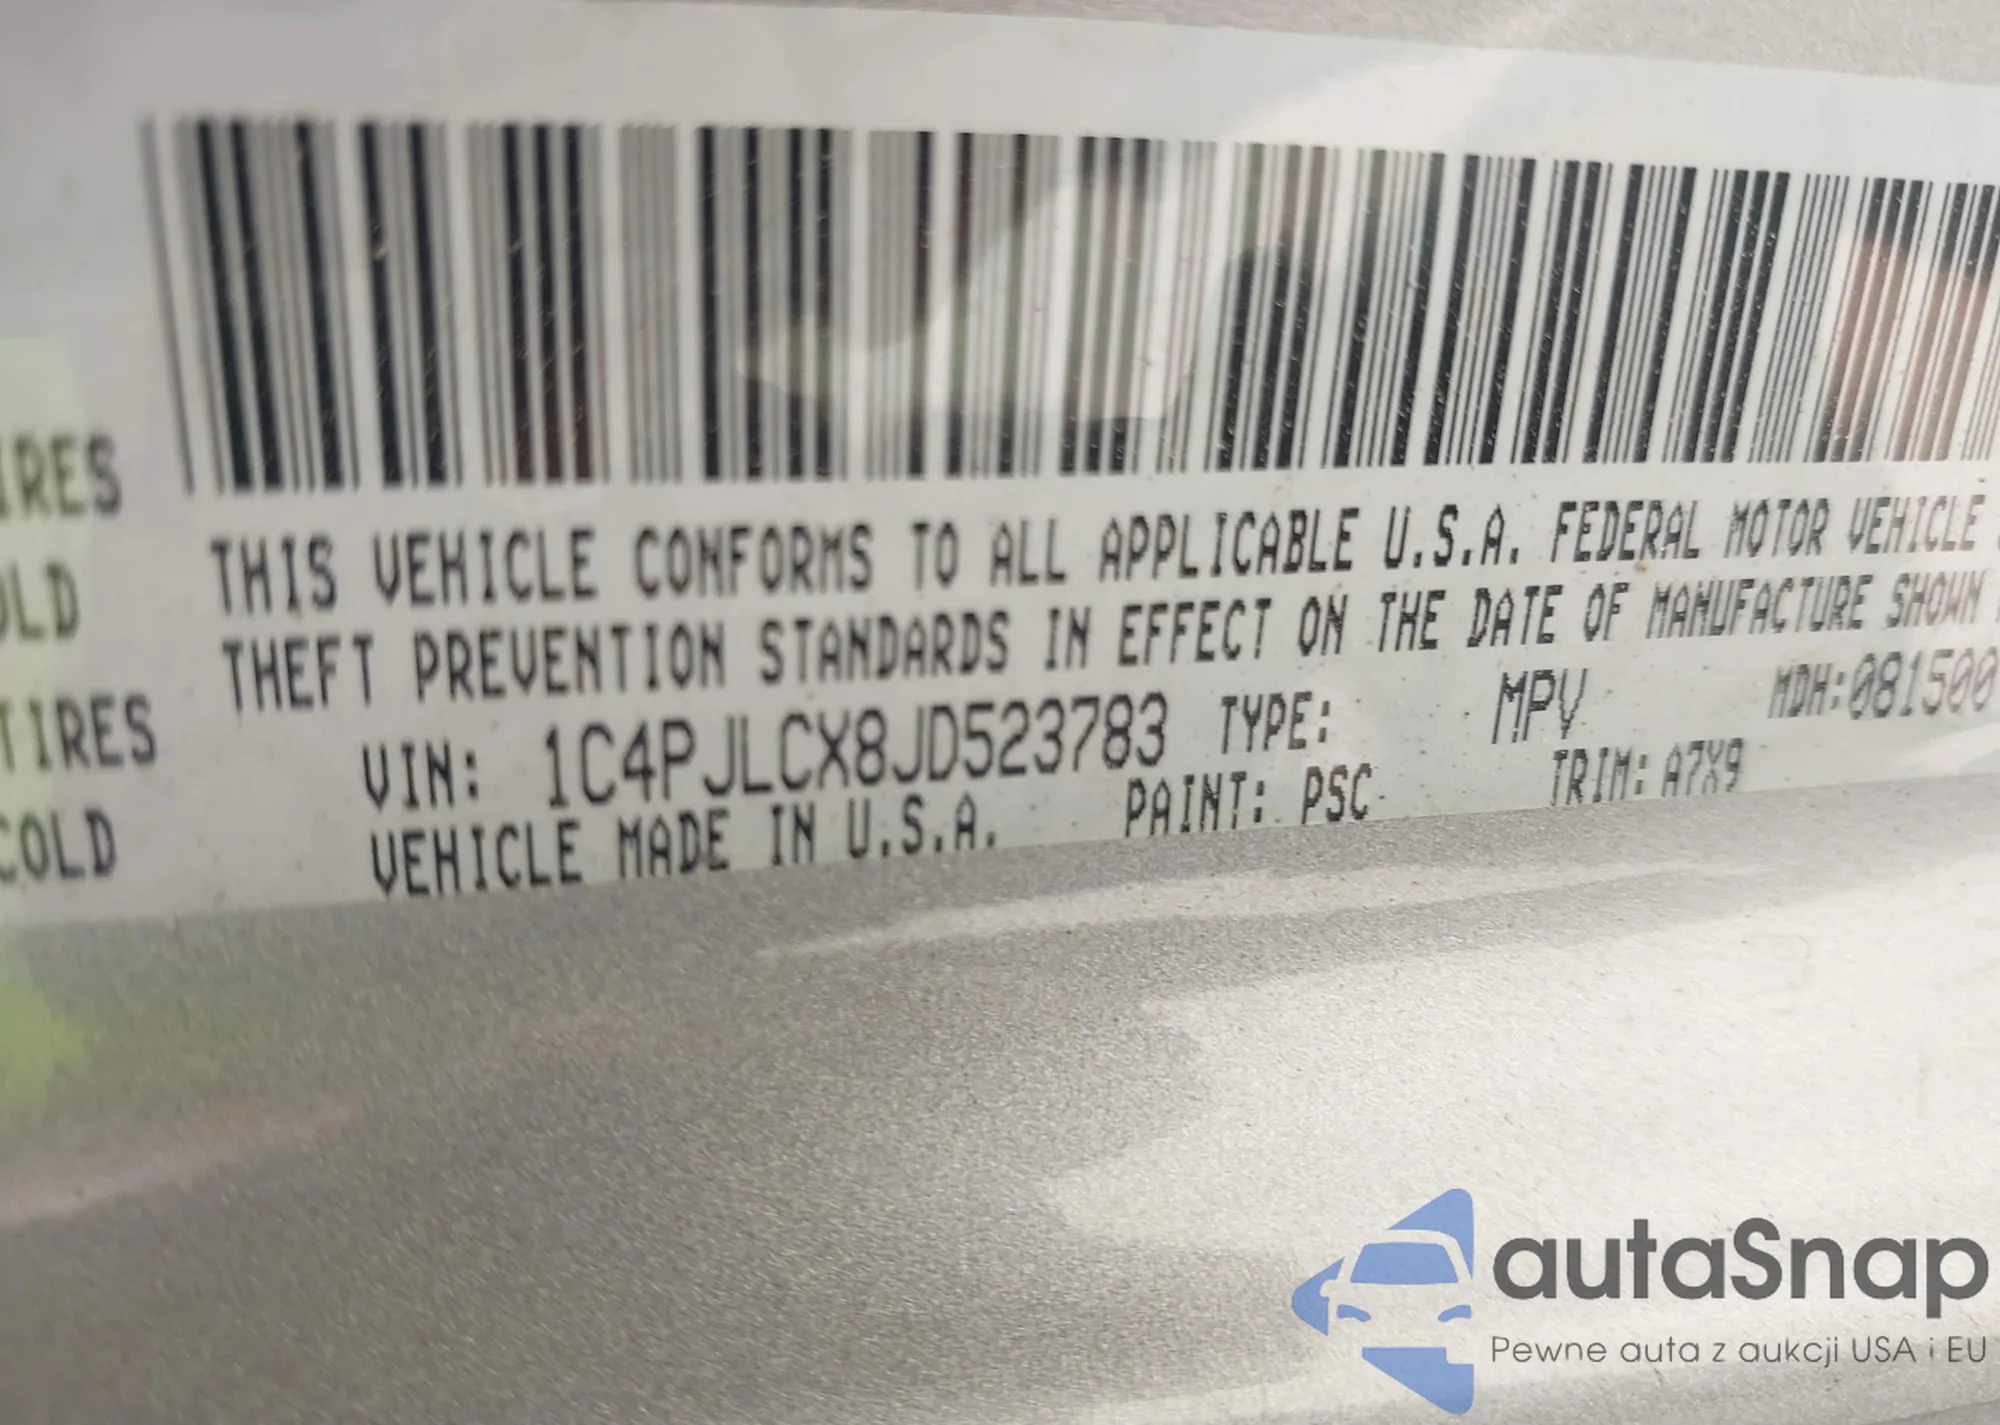 IRES
OLD
TIRES
COLD
THIS VEHICLE CONFORMS TO ALL APPLICABLE U.S.A. FEDERAL MOTOR VEHICLE
THEFT PREVENTION STANDARDS IN EFFECT ON THE DATE OF MANUFACTURE SHOWN
VIN: 1C4PJLCX8JD523783 TYPE: MPV MDH:081500
VEHICLE MADE IN U.S.A. PAINT: PSC TRIM: A7X9
autaSnap
Pewne auta z aukcji USA i EU